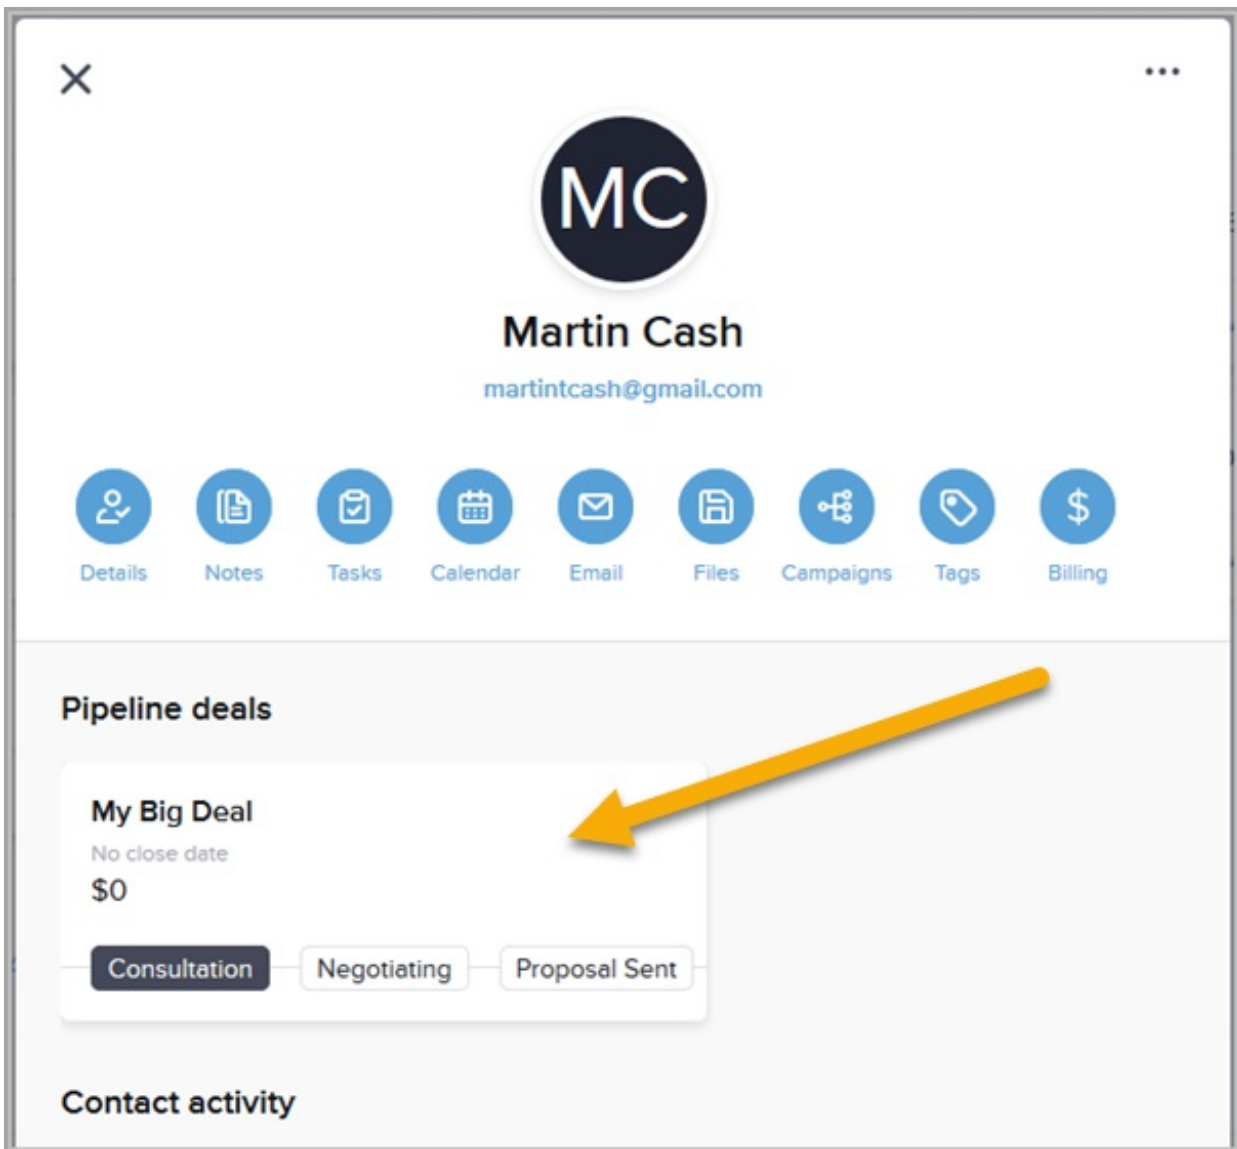 MC
Martin Cash
martintcash@gmail.com
Details Notes Tasks Calendar Email Files Campaigns Tags Billing
Pipeline deals
My Big Deal
No close date
$0
Consultation Negotiating Proposal Sent
Contact activity